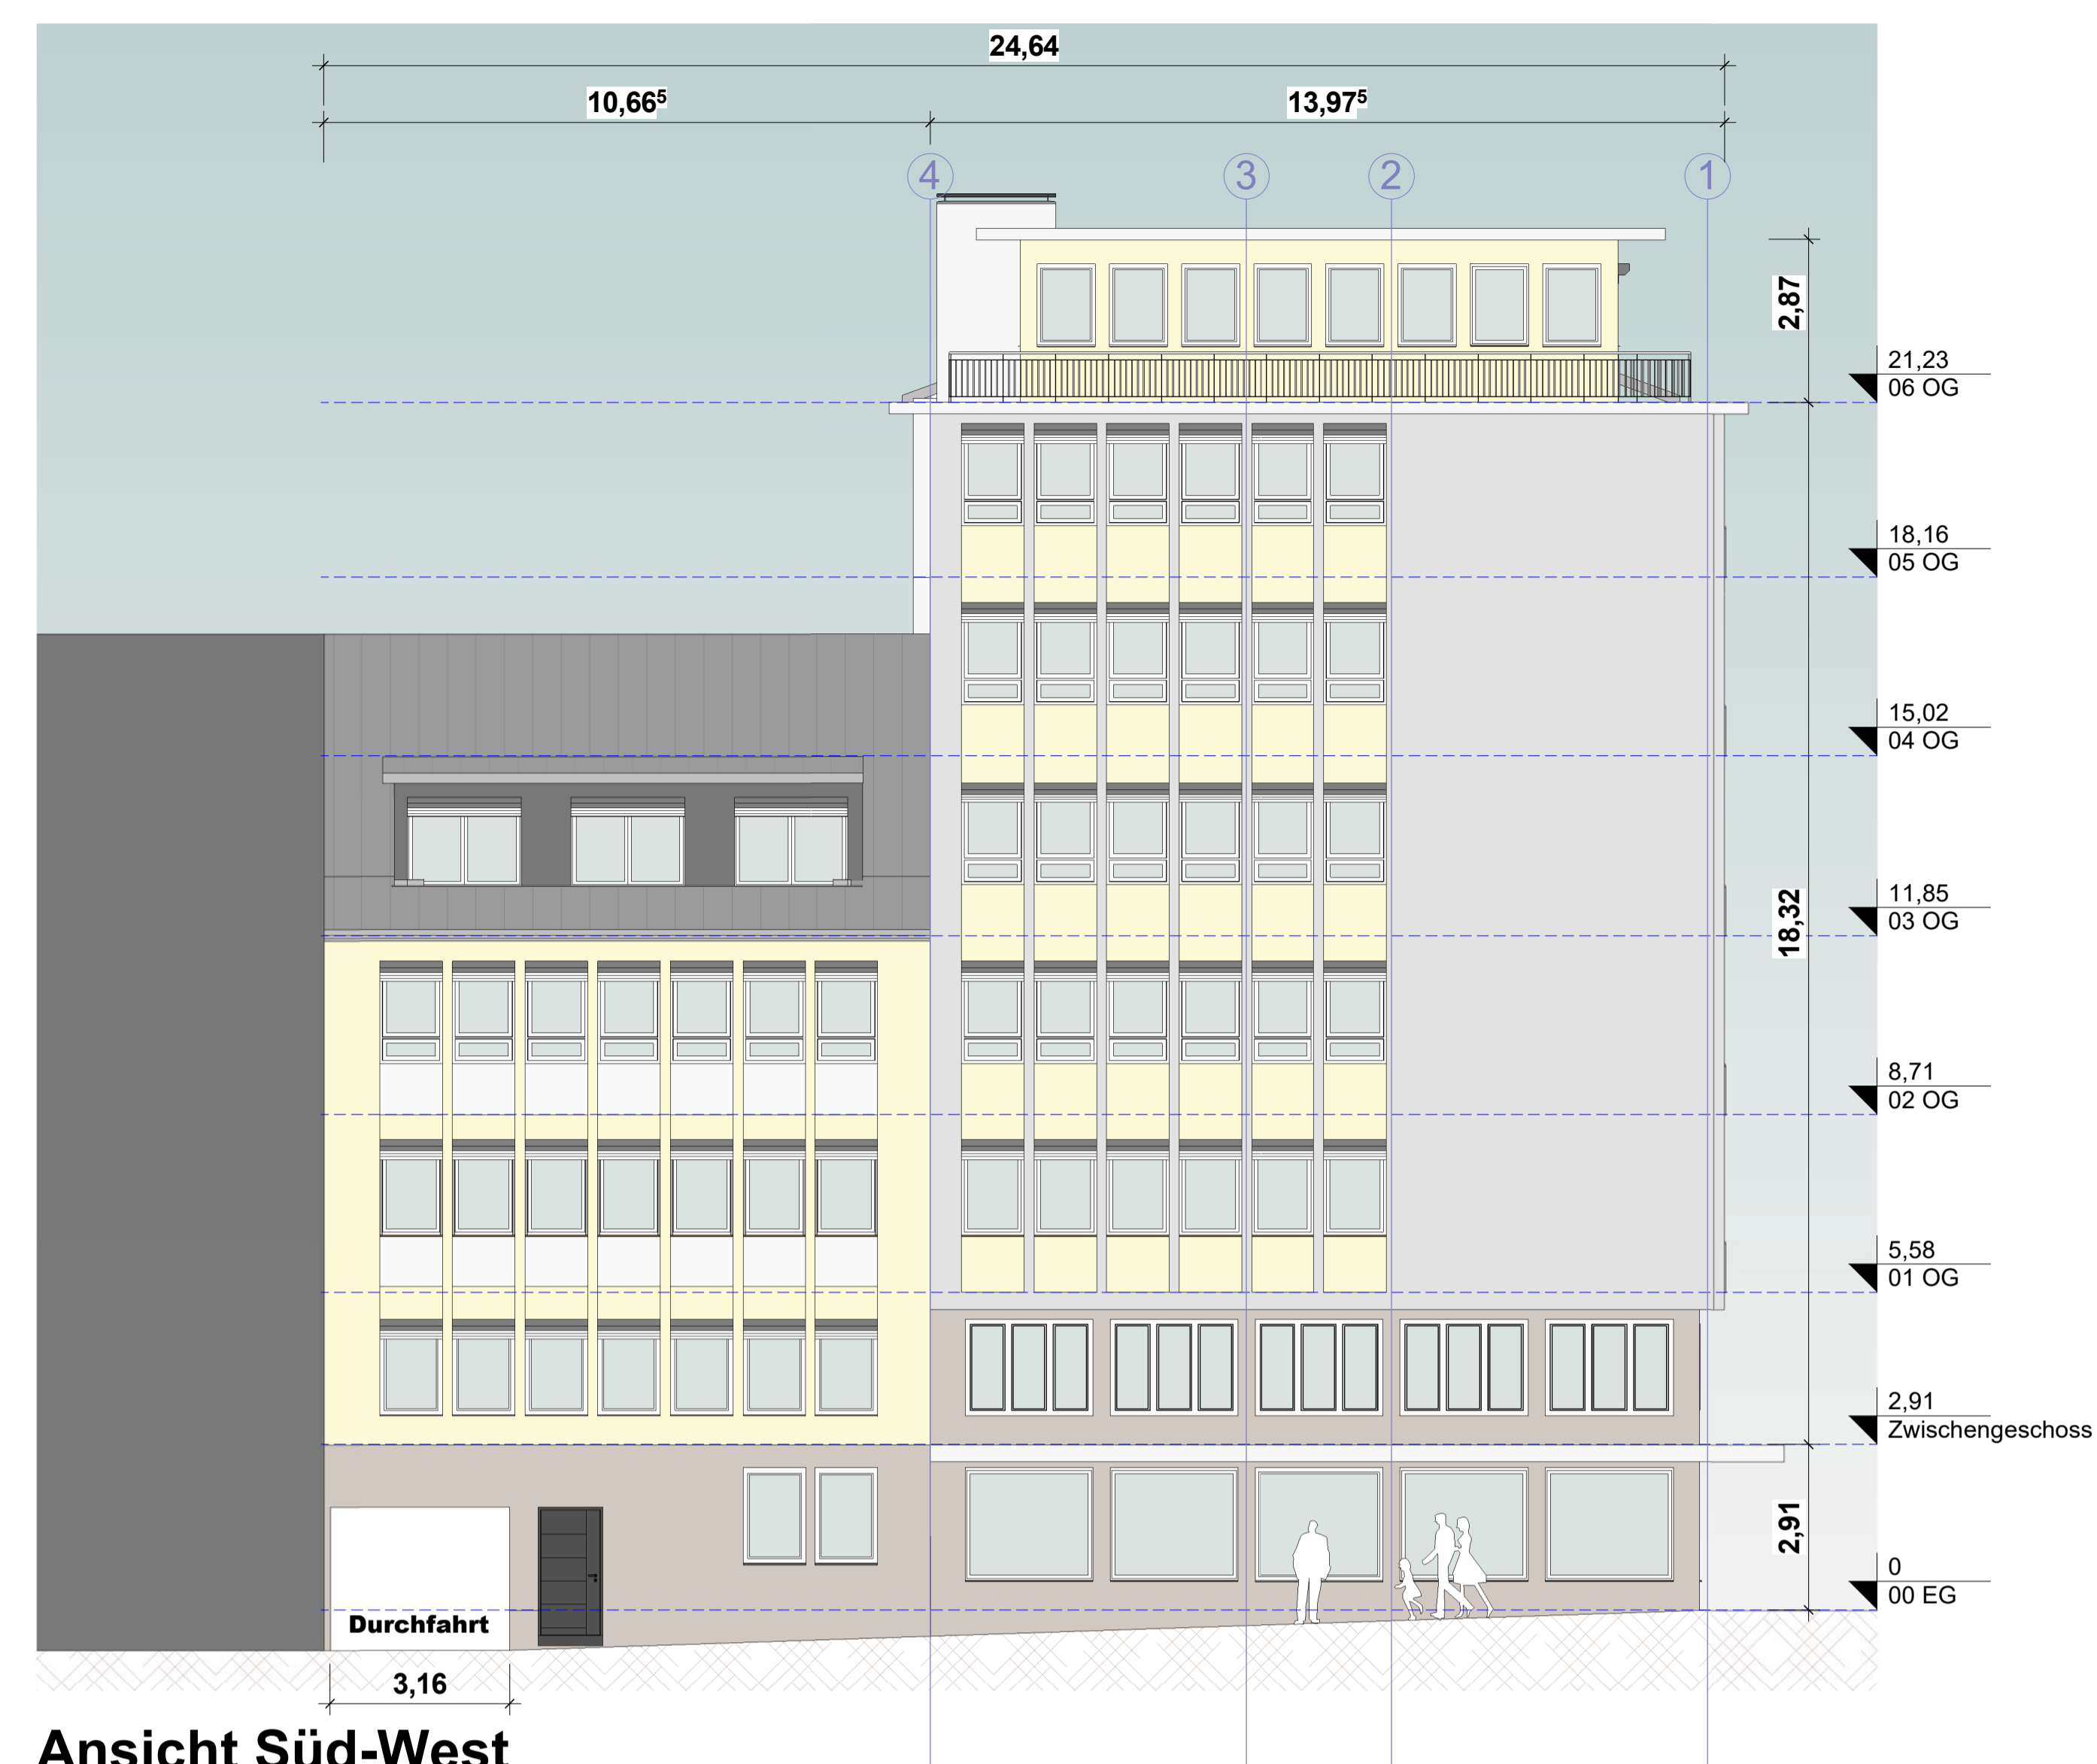 24,64
10,66⁵
13,97⁵
4
3
2
1
2,87
21,23
06 OG
18,16
05 OG
15,02
04 OG
11,85
03 OG
18,32
8,71
02 OG
5,58
01 OG
2,91
Zwischengeschoss
2,91
0
00 EG
Durchfahrt
3,16
Ansicht Süd-West